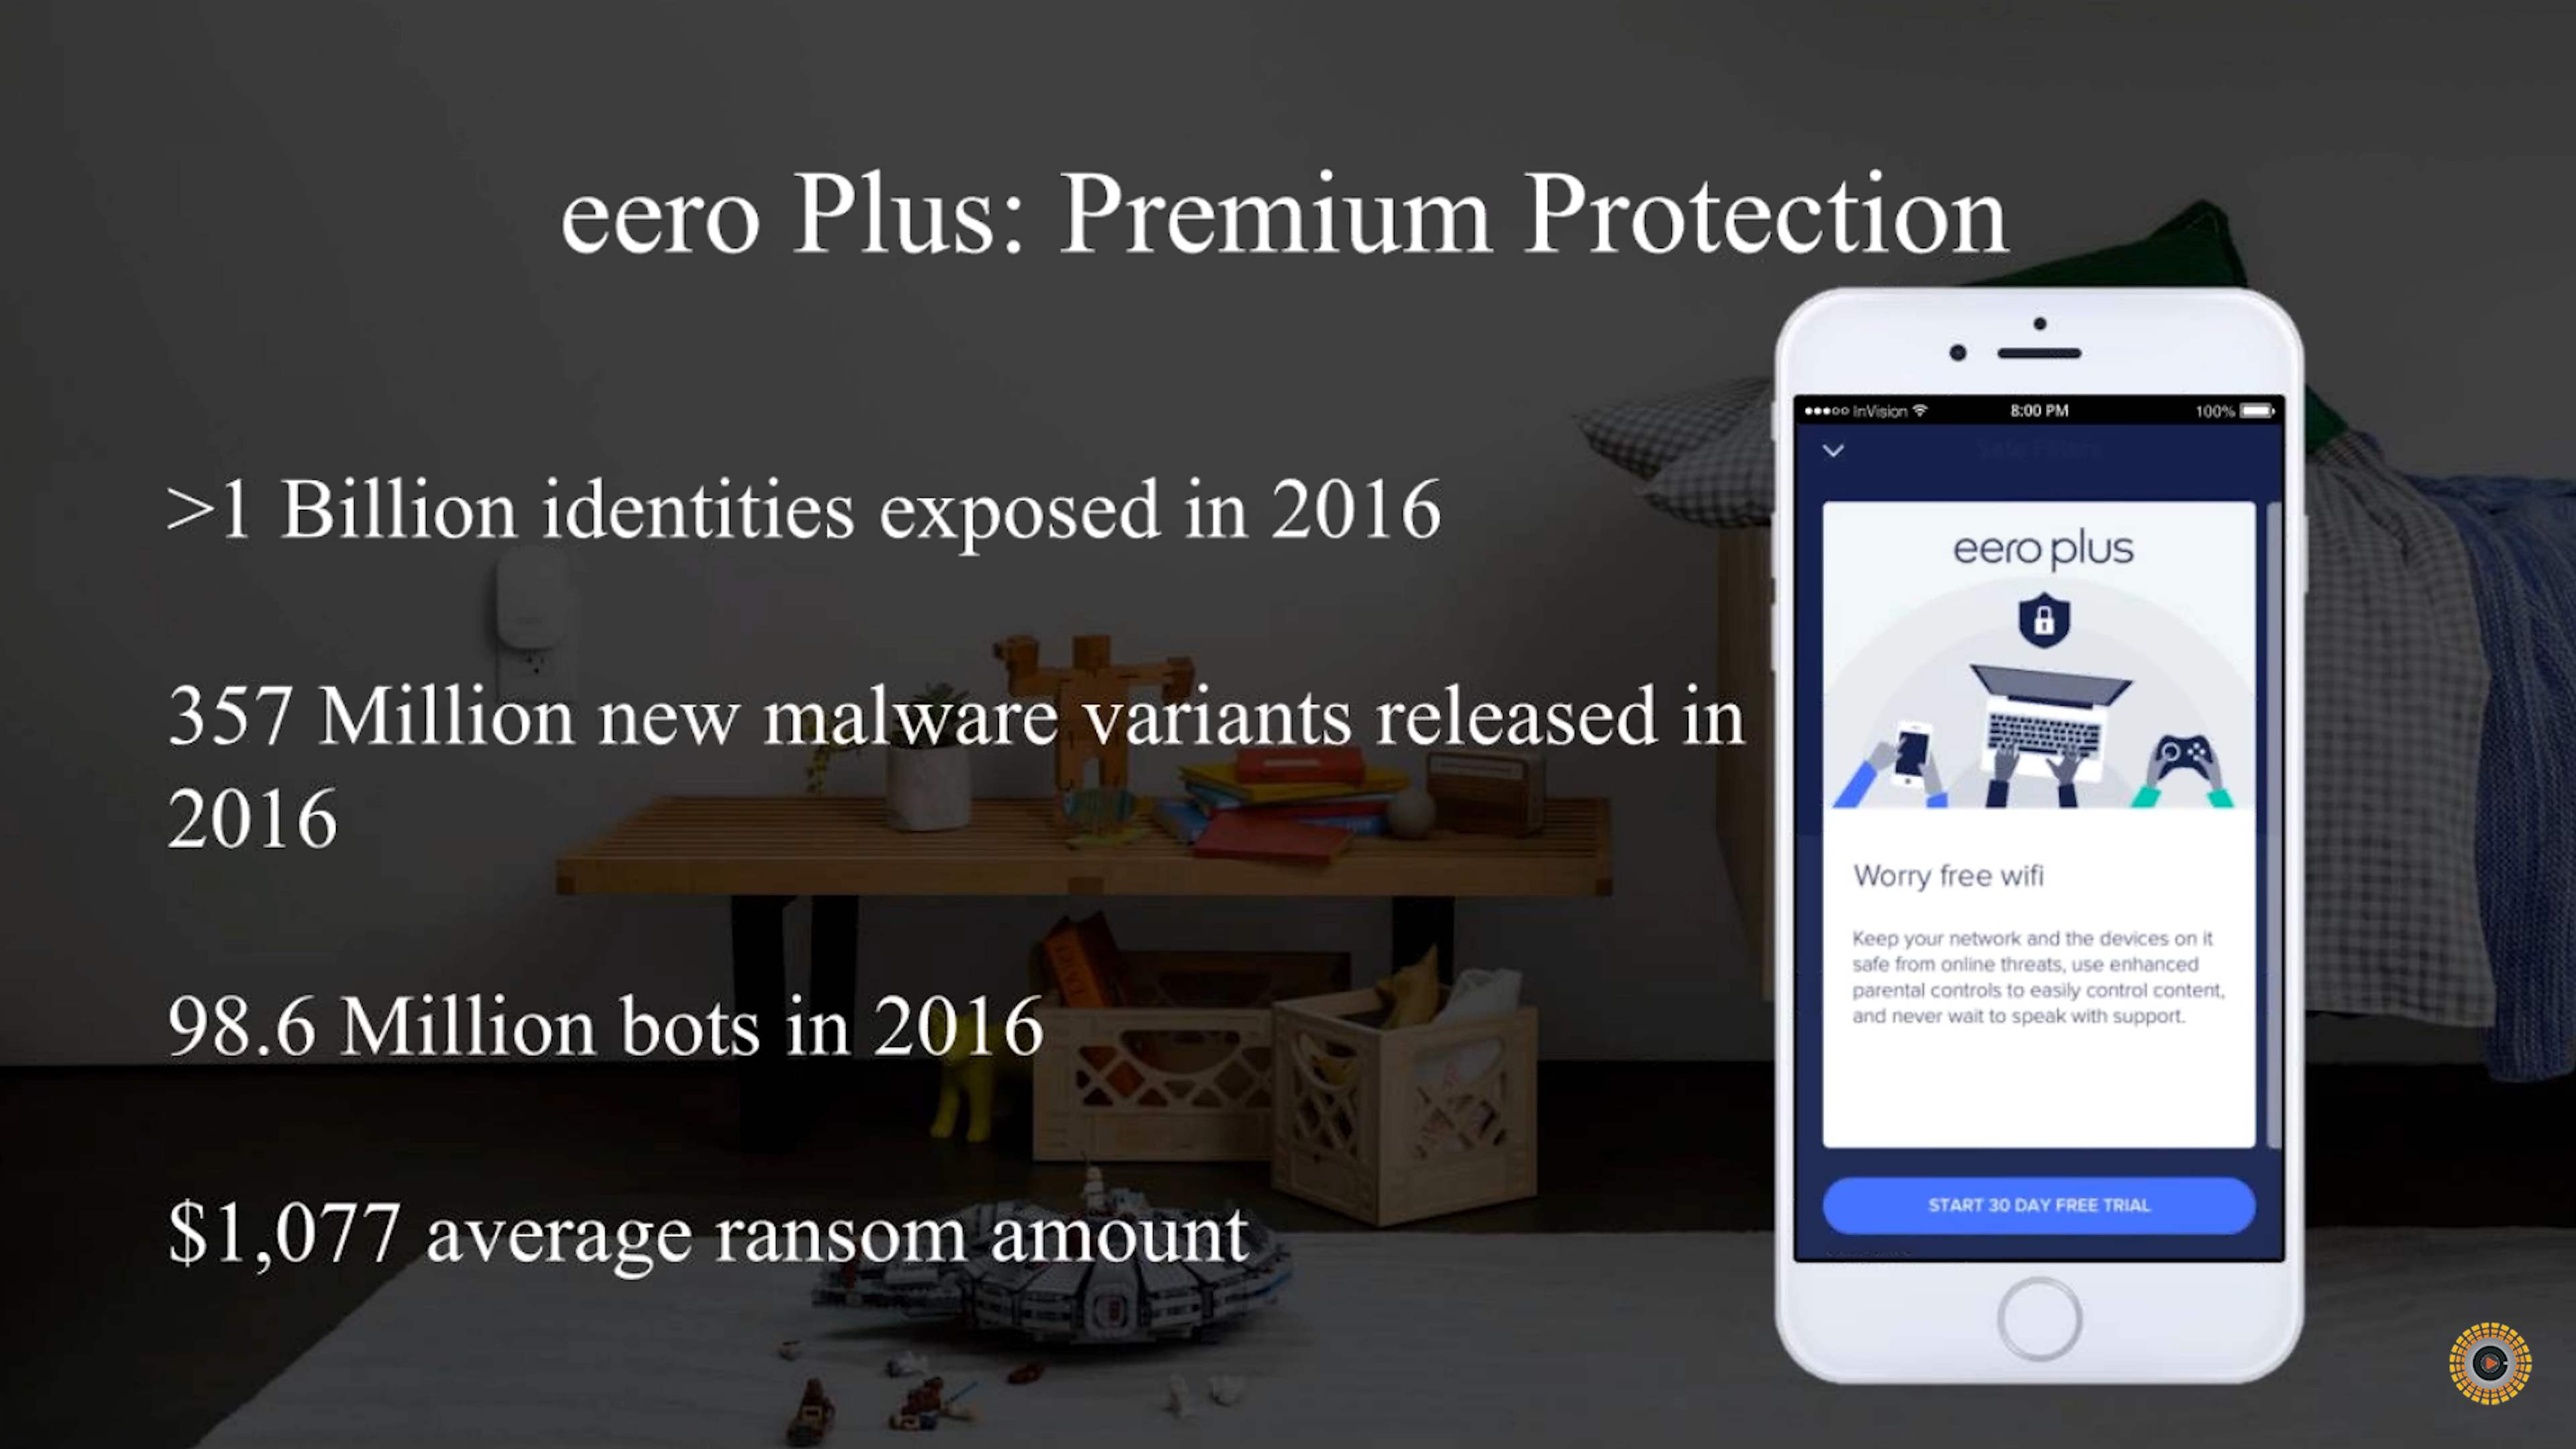 eero Plus: Premium Protection
>1 Billion identities exposed in 2016
357 Million new malware variants released in
2016
98.6 Million bots in 2016
$1,077 average ransom amount
InVision
8:00 PM
100%
Safe Filters
eero plus
Worry free wifi
Keep your network and the devices on it
safe from online threats, use enhanced
parental controls to easily control content,
and never wait to speak with support.
START 30 DAY FREE TRIAL